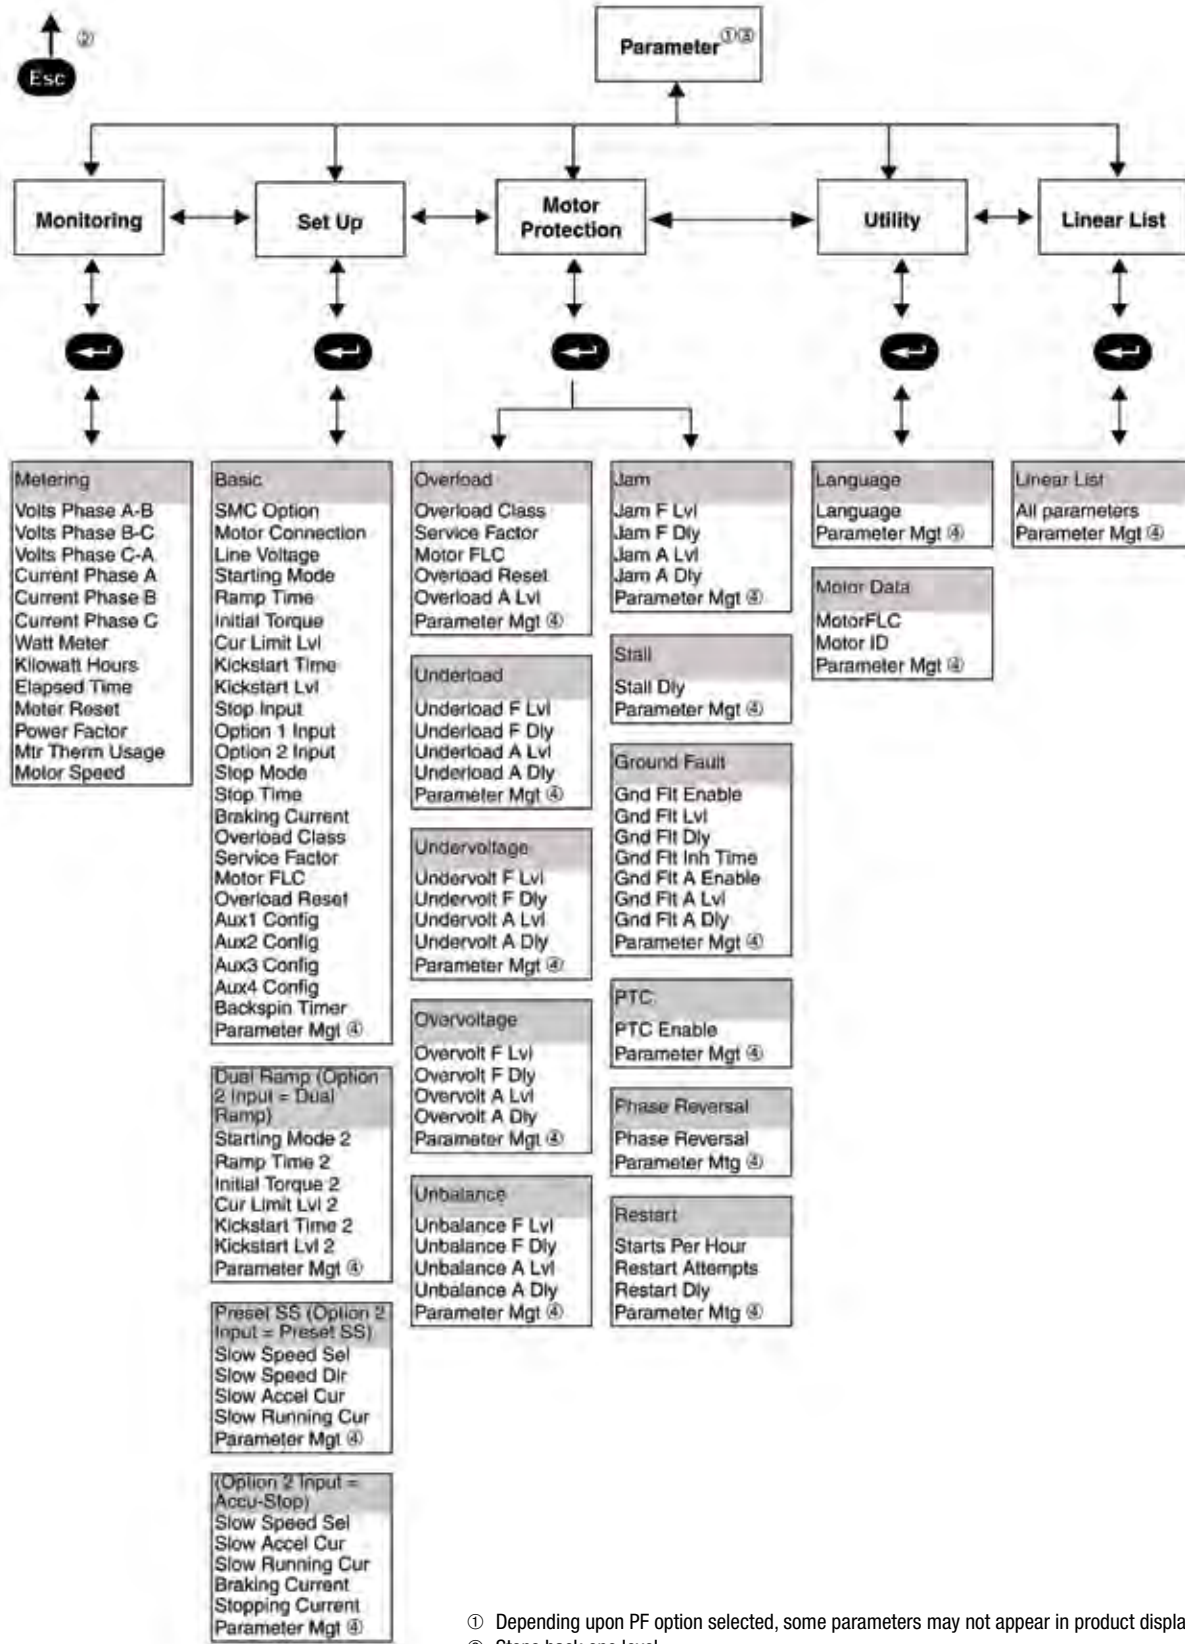 ②
Esc
Parameter ①③
Monitoring
Set Up
Motor
Protection
Utility
Linear List
Metering
Volts Phase A-B
Volts Phase B-C
Volts Phase C-A
Current Phase A
Current Phase B
Current Phase C
Watt Meter
Kilowatt Hours
Elapsed Time
Meter Reset
Power Factor
Mtr Therm Usage
Motor Speed
Basic
SMC Option
Motor Connection
Line Voltage
Starting Mode
Ramp Time
Initial Torque
Cur Limit Lvl
Kickstart Time
Kickstart Lvl
Stop Input
Option 1 Input
Option 2 Input
Stop Mode
Stop Time
Braking Current
Overload Class
Service Factor
Motor FLC
Overload Reset
Aux1 Config
Aux2 Config
Aux3 Config
Aux4 Config
Backspin Timer
Parameter Mgt ④
Dual Ramp (Option
2 Input = Dual
Ramp)
Starting Mode 2
Ramp Time 2
Initial Torque 2
Cur Limit Lvl 2
Kickstart Time 2
Kickstart Lvl 2
Parameter Mgt ④
Preset SS (Option 2
Input = Preset SS)
Slow Speed Sel
Slow Speed Dir
Slow Accel Cur
Slow Running Cur
Parameter Mgt ④
(Option 2 Input =
Accu-Stop)
Slow Speed Sel
Slow Accel Cur
Slow Running Cur
Braking Current
Stopping Current
Parameter Mgt ④
Overload
Overload Class
Service Factor
Motor FLC
Overload Reset
Overload A Lvl
Parameter Mgt ④
Underload
Underload F Lvl
Underload F Dly
Underload A Lvl
Underload A Dly
Parameter Mgt ④
Undervoltage
Undervolt F Lvl
Undervolt F Dly
Undervolt A Lvl
Undervolt A Dly
Parameter Mgt ④
Overvoltage
Overvolt F Lvl
Overvolt F Dly
Overvolt A Lvl
Overvolt A Dly
Parameter Mgt ④
Unbalance
Unbalance F Lvl
Unbalance F Dly
Unbalance A Lvl
Unbalance A Dly
Parameter Mgt ④
Jam
Jam F Lvl
Jam F Dly
Jam A Lvl
Jam A Dly
Parameter Mgt ④
Stall
Stall Dly
Parameter Mgt ④
Ground Fault
Gnd Flt Enable
Gnd Flt Lvl
Gnd Flt Dly
Gnd Flt Inh Time
Gnd Flt A Enable
Gnd Flt A Lvl
Gnd Flt A Dly
Parameter Mgt ④
PTC
PTC Enable
Parameter Mgt ④
Phase Reversal
Phase Reversal
Parameter Mtg ④
Restart
Starts Per Hour
Restart Attempts
Restart Dly
Parameter Mtg ④
Language
Language
Parameter Mgt ④
Motor Data
MotorFLC
Motor ID
Parameter Mgt ④
Linear List
All parameters
Parameter Mgt ④
① Depending upon PF option selected, some parameters may not appear in product displa